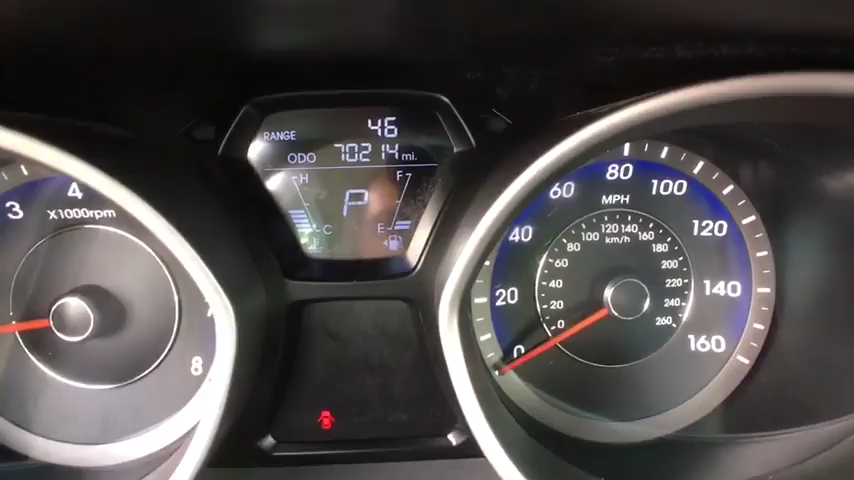 RANGE 46
ODO 70214 mi.
H F
P
C E
3 4
X1000rpm
7
8
MPH
0 20 40 60 80 100 120 140 160
km/h
0 20 40 60 80 100 120 140 160 180 200 220 240 260